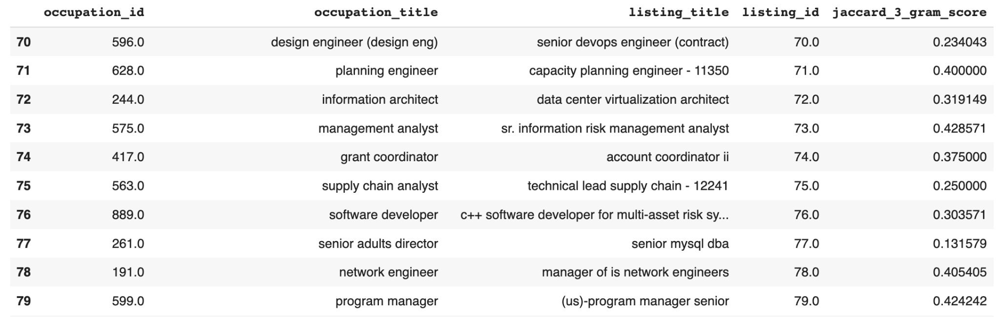 occupation_id occupation_title listing_title listing_id jaccard_3_gram_score
70 596.0 design engineer (design eng) senior devops engineer (contract) 70.0 0.234043
71 628.0 planning engineer capacity planning engineer - 11350 71.0 0.400000
72 244.0 information architect data center virtualization architect 72.0 0.319149
73 575.0 management analyst sr. information risk management analyst 73.0 0.428571
74 417.0 grant coordinator account coordinator ii 74.0 0.375000
75 563.0 supply chain analyst technical lead supply chain - 12241 75.0 0.250000
76 889.0 software developer c++ software developer for multi-asset risk sy... 76.0 0.303571
77 261.0 senior adults director senior mysql dba 77.0 0.131579
78 191.0 network engineer manager of is network engineers 78.0 0.405405
79 599.0 program manager (us)-program manager senior 79.0 0.424242